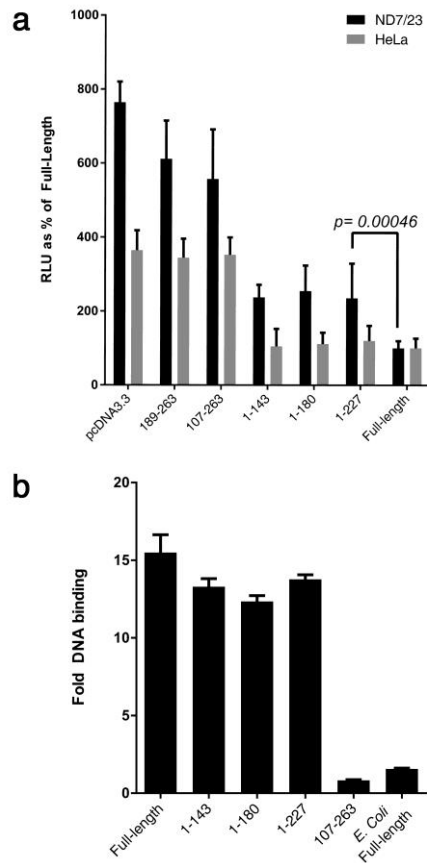 a
ND7/23
HeLa
RLU as % of Full-Length
1000
800
600
400
200
0
p= 0.00046
pcDNA3.3
189-263
107-263
1-143
1-180
1-227
Full-length
b
Fold DNA binding
20
15
10
5
0
Full-length
1-143
1-180
1-227
107-263
E. Coli
Full-length